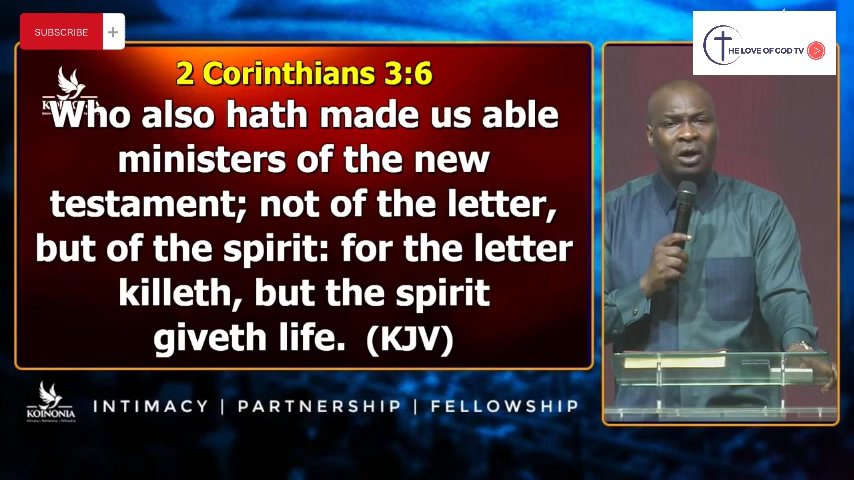 SUBSCRIBE +
THE LOVE OF GOD TV
2 Corinthians 3:6
Who also hath made us able
ministers of the new
testament; not of the letter,
but of the spirit: for the letter
killeth, but the spirit
giveth life. (KJV)
KOINONIA
INTIMACY | PARTNERSHIP | FELLOWSHIP